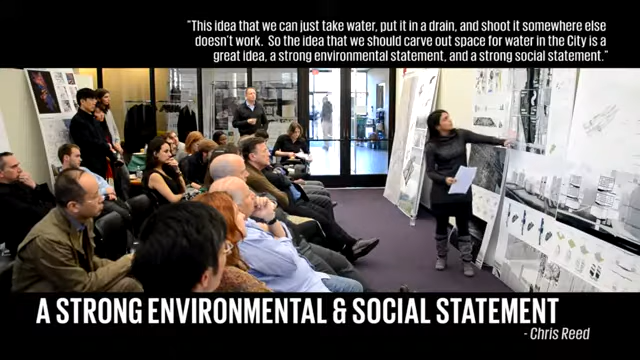 "This idea that we can just take water, put it in a drain, and shoot it somewhere else
doesn't work. So the idea that we should carve out space for water in the City is a
great idea, a strong environmental statement, and a strong social statement."
A STRONG ENVIRONMENTAL & SOCIAL STATEMENT
- Chris Reed